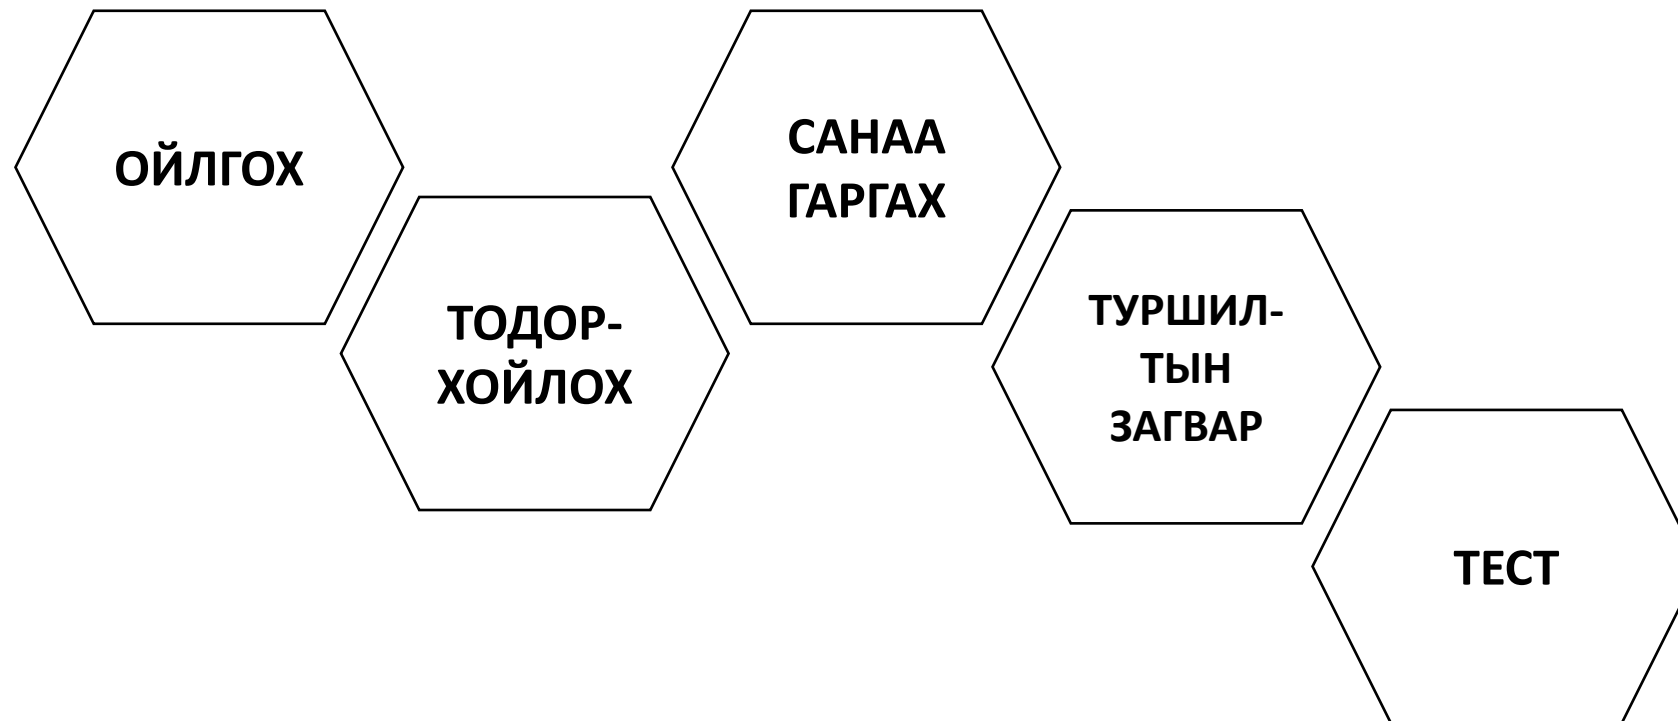 ОЙЛГОХ
ТОДОР-
ХОЙЛОХ
САНАА
ГАРГАХ
ТУРШИЛ-
ТЫН
ЗАГВАР
ТЕСТ